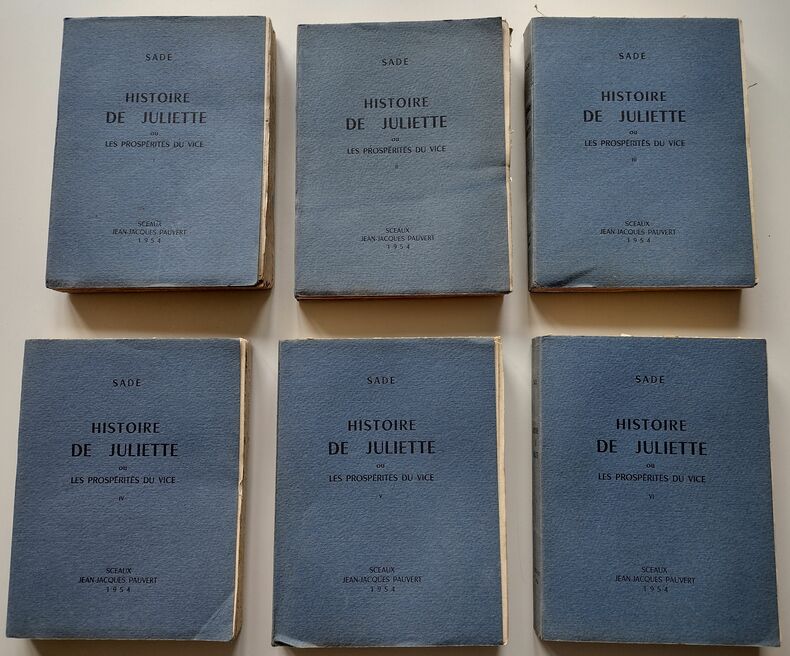 SADE
HISTOIRE
DE JULIETTE
ou
LES PROSPÉRITÉS DU VICE
SCEAUX
JEAN-JACQUES PAUVERT
1954
SADE
HISTOIRE
DE JULIETTE
ou
LES PROSPÉRITÉS DU VICE
II
SCEAUX
JEAN-JACQUES PAUVERT
1954
SADE
HISTOIRE
DE JULIETTE
ou
LES PROSPÉRITÉS DU VICE
III
SCEAUX
JEAN-JACQUES PAUVERT
1954
SADE
HISTOIRE
DE JULIETTE
ou
LES PROSPÉRITÉS DU VICE
IV
SCEAUX
JEAN-JACQUES PAUVERT
1954
SADE
HISTOIRE
DE JULIETTE
ou
LES PROSPÉRITÉS DU VICE
V
SCEAUX
JEAN-JACQUES PAUVERT
1954
SADE
HISTOIRE
DE JULIETTE
ou
LES PROSPÉRITÉS DU VICE
VI
SCEAUX
JEAN-JACQUES PAUVERT
1954